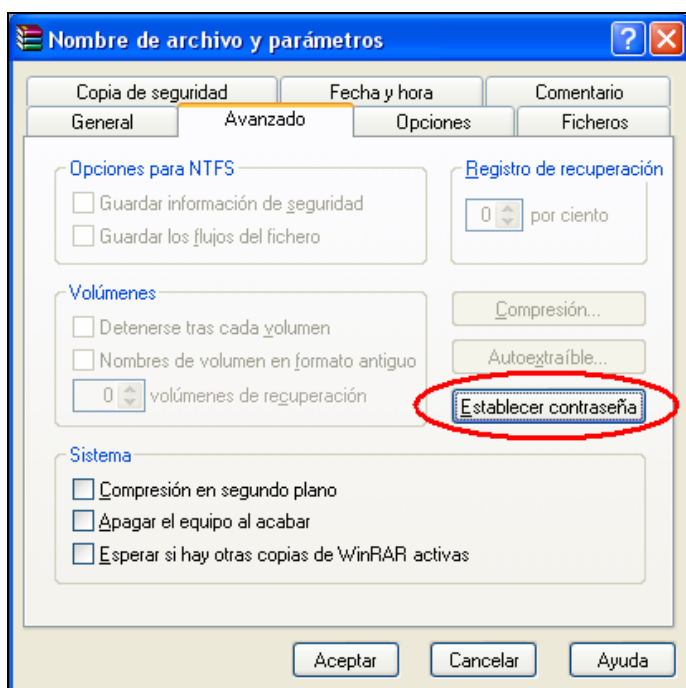 Nombre de archivo y parámetros
Copia de seguridad
Fecha y hora
Comentario
General
Avanzado
Opciones
Ficheros
Opciones para NTFS
Guardar información de seguridad
Guardar los flujos del fichero
Registro de recuperación
0 por ciento
Volúmenes
Detenerse tras cada volumen
Nombres de volumen en formato antiguo
0 volúmenes de recuperación
Compresión...
Autoextraíble...
Establecer contraseña
Sistema
Compresión en segundo plano
Apagar el equipo al acabar
Esperar si hay otras copias de WinRAR activas
Aceptar
Cancelar
Ayuda